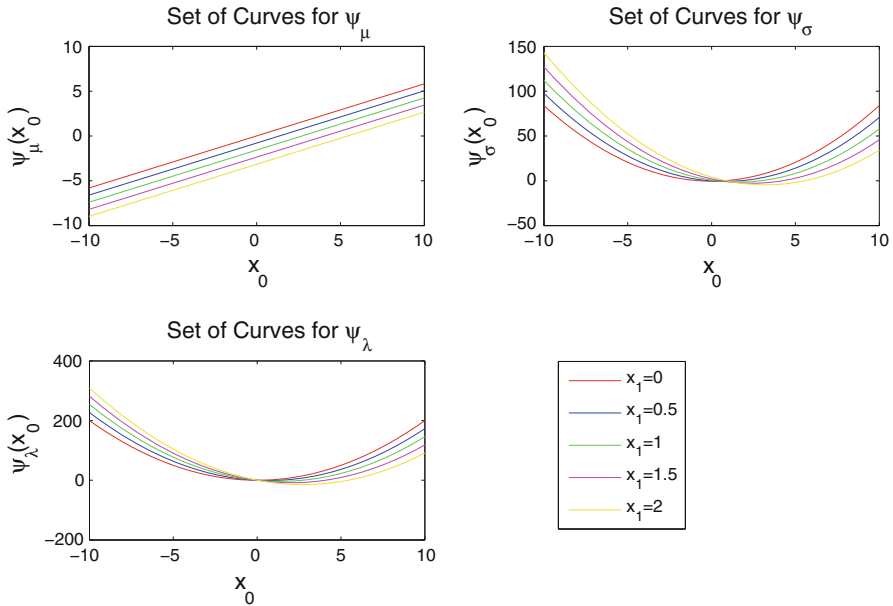 Set of Curves for ψ_μ
ψ_μ(x_0)
10
5
0
−5
−10
−10 −5 0 5 10
x_0
Set of Curves for ψ_σ
ψ_σ(x_0)
150
100
50
0
−50
−10 −5 0 5 10
x_0
Set of Curves for ψ_λ
ψ_λ(x_0)
400
200
0
−200
−10 −5 0 5 10
x_0
x_1=0
x_1=0.5
x_1=1
x_1=1.5
x_1=2